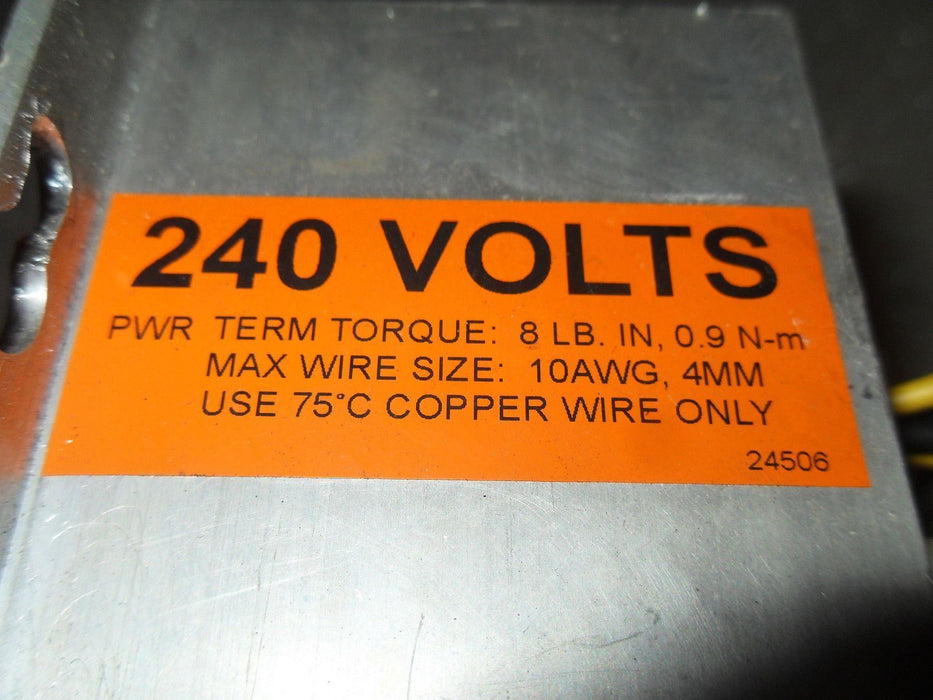 240 VOLTS
PWR TERM TORQUE: 8 LB. IN, 0.9 N-m
MAX WIRE SIZE: 10AWG, 4MM
USE 75°C COPPER WIRE ONLY
24506